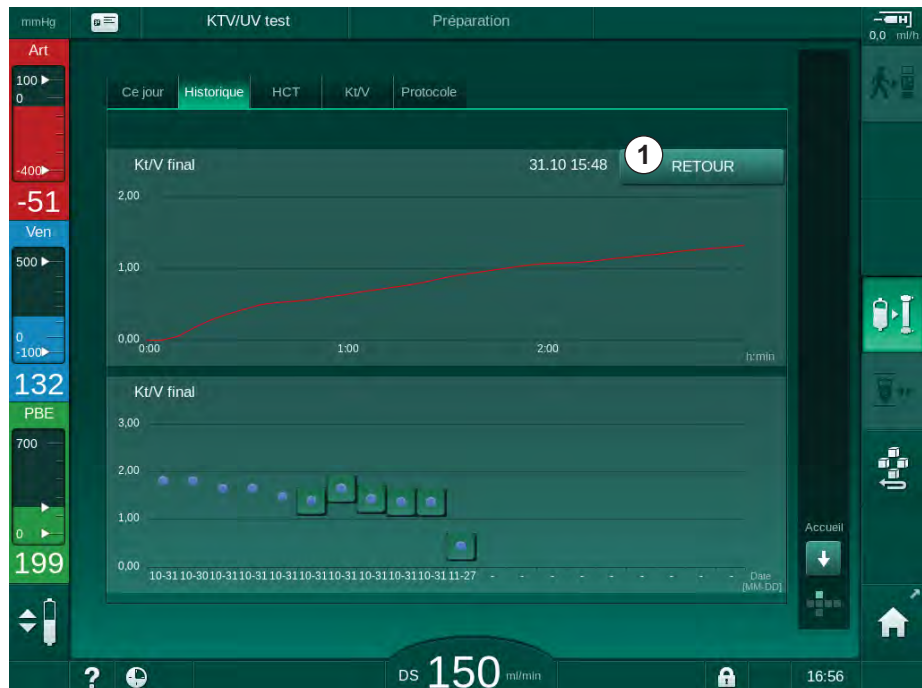 mmHg KTV/UV test Préparation 0,0 ml/h
Art
100
0
-400
-51
Ven
500
0
-100
132
PBE
700
0
199
Ce jour Historique HCT Kt/V Protocole
Kt/V final 31.10 15:48 1 RETOUR
2,00
1,00
0,00
0:00 1:00 2:00 h:min
Kt/V final
3,00
2,00
1,00
0,00
10-31 10-30 10-31 10-31 10-31 10-31 10-31 10-31 10-31 10-31 11-27 - - - - - - - - - Date
[MM-DD]
Accueil
? DS 150 ml/min 16:56